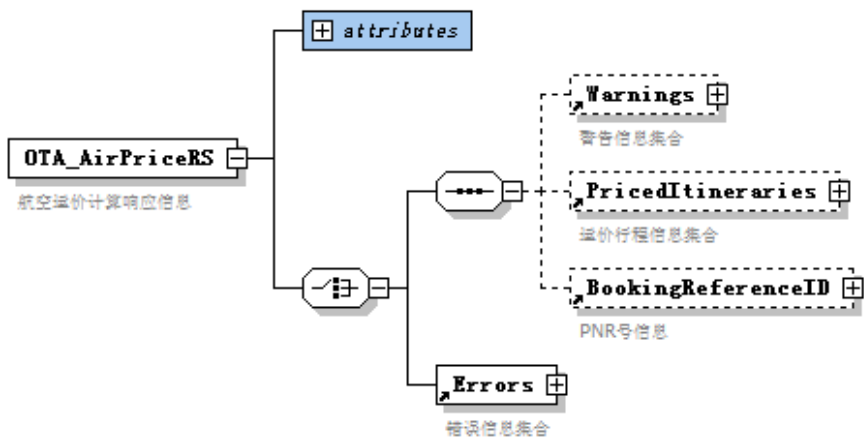 attributes
Warnings
警告信息集合
OTA_AirPriceRS
航空运价计算响应信息
PricedItineraries
运价行程信息集合
BookingReferenceID
PNR号信息
Errors
错误信息集合